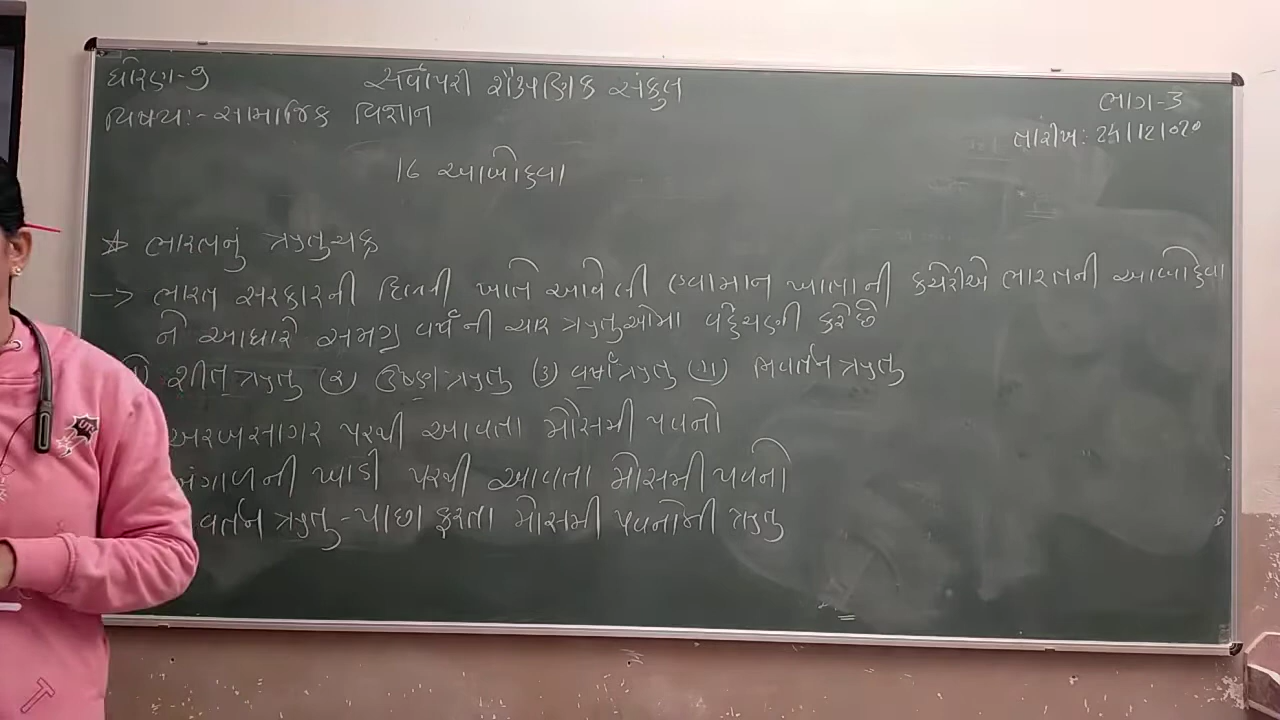 ધોરણ-9
સર્વોપરી શૈક્ષણિક સંકુલ
ભાગ-3
વિષય:- સામાજિક વિજ્ઞાન
તારીખ: 24/12/2020
16 આબોહવા
☆ ભારતનું ઋતુચક્ર
-> ભારત સરકારની દિલ્લી ખાતે આવેલી હવામાન ખાતાની કચેરીએ ભારતની આબોહવા
ને આધારે સમગ્ર વર્ષની ચાર ઋતુઓમાં વહેંચણી કરી છે
(1) શીત ઋતુ (૨) ઉષ્ણ ઋતુ (૩) વર્ષા ઋતુ (૪) નિવર્તન ઋતુ
અરબસાગર પરથી આવતા મૌસમી પવનો
બંગાળની ખાડી પરથી આવતા મોસમી પવનો
વર્તન ઋતુ - પાછા ફરતા મોસમી પવનોની ઋતુ